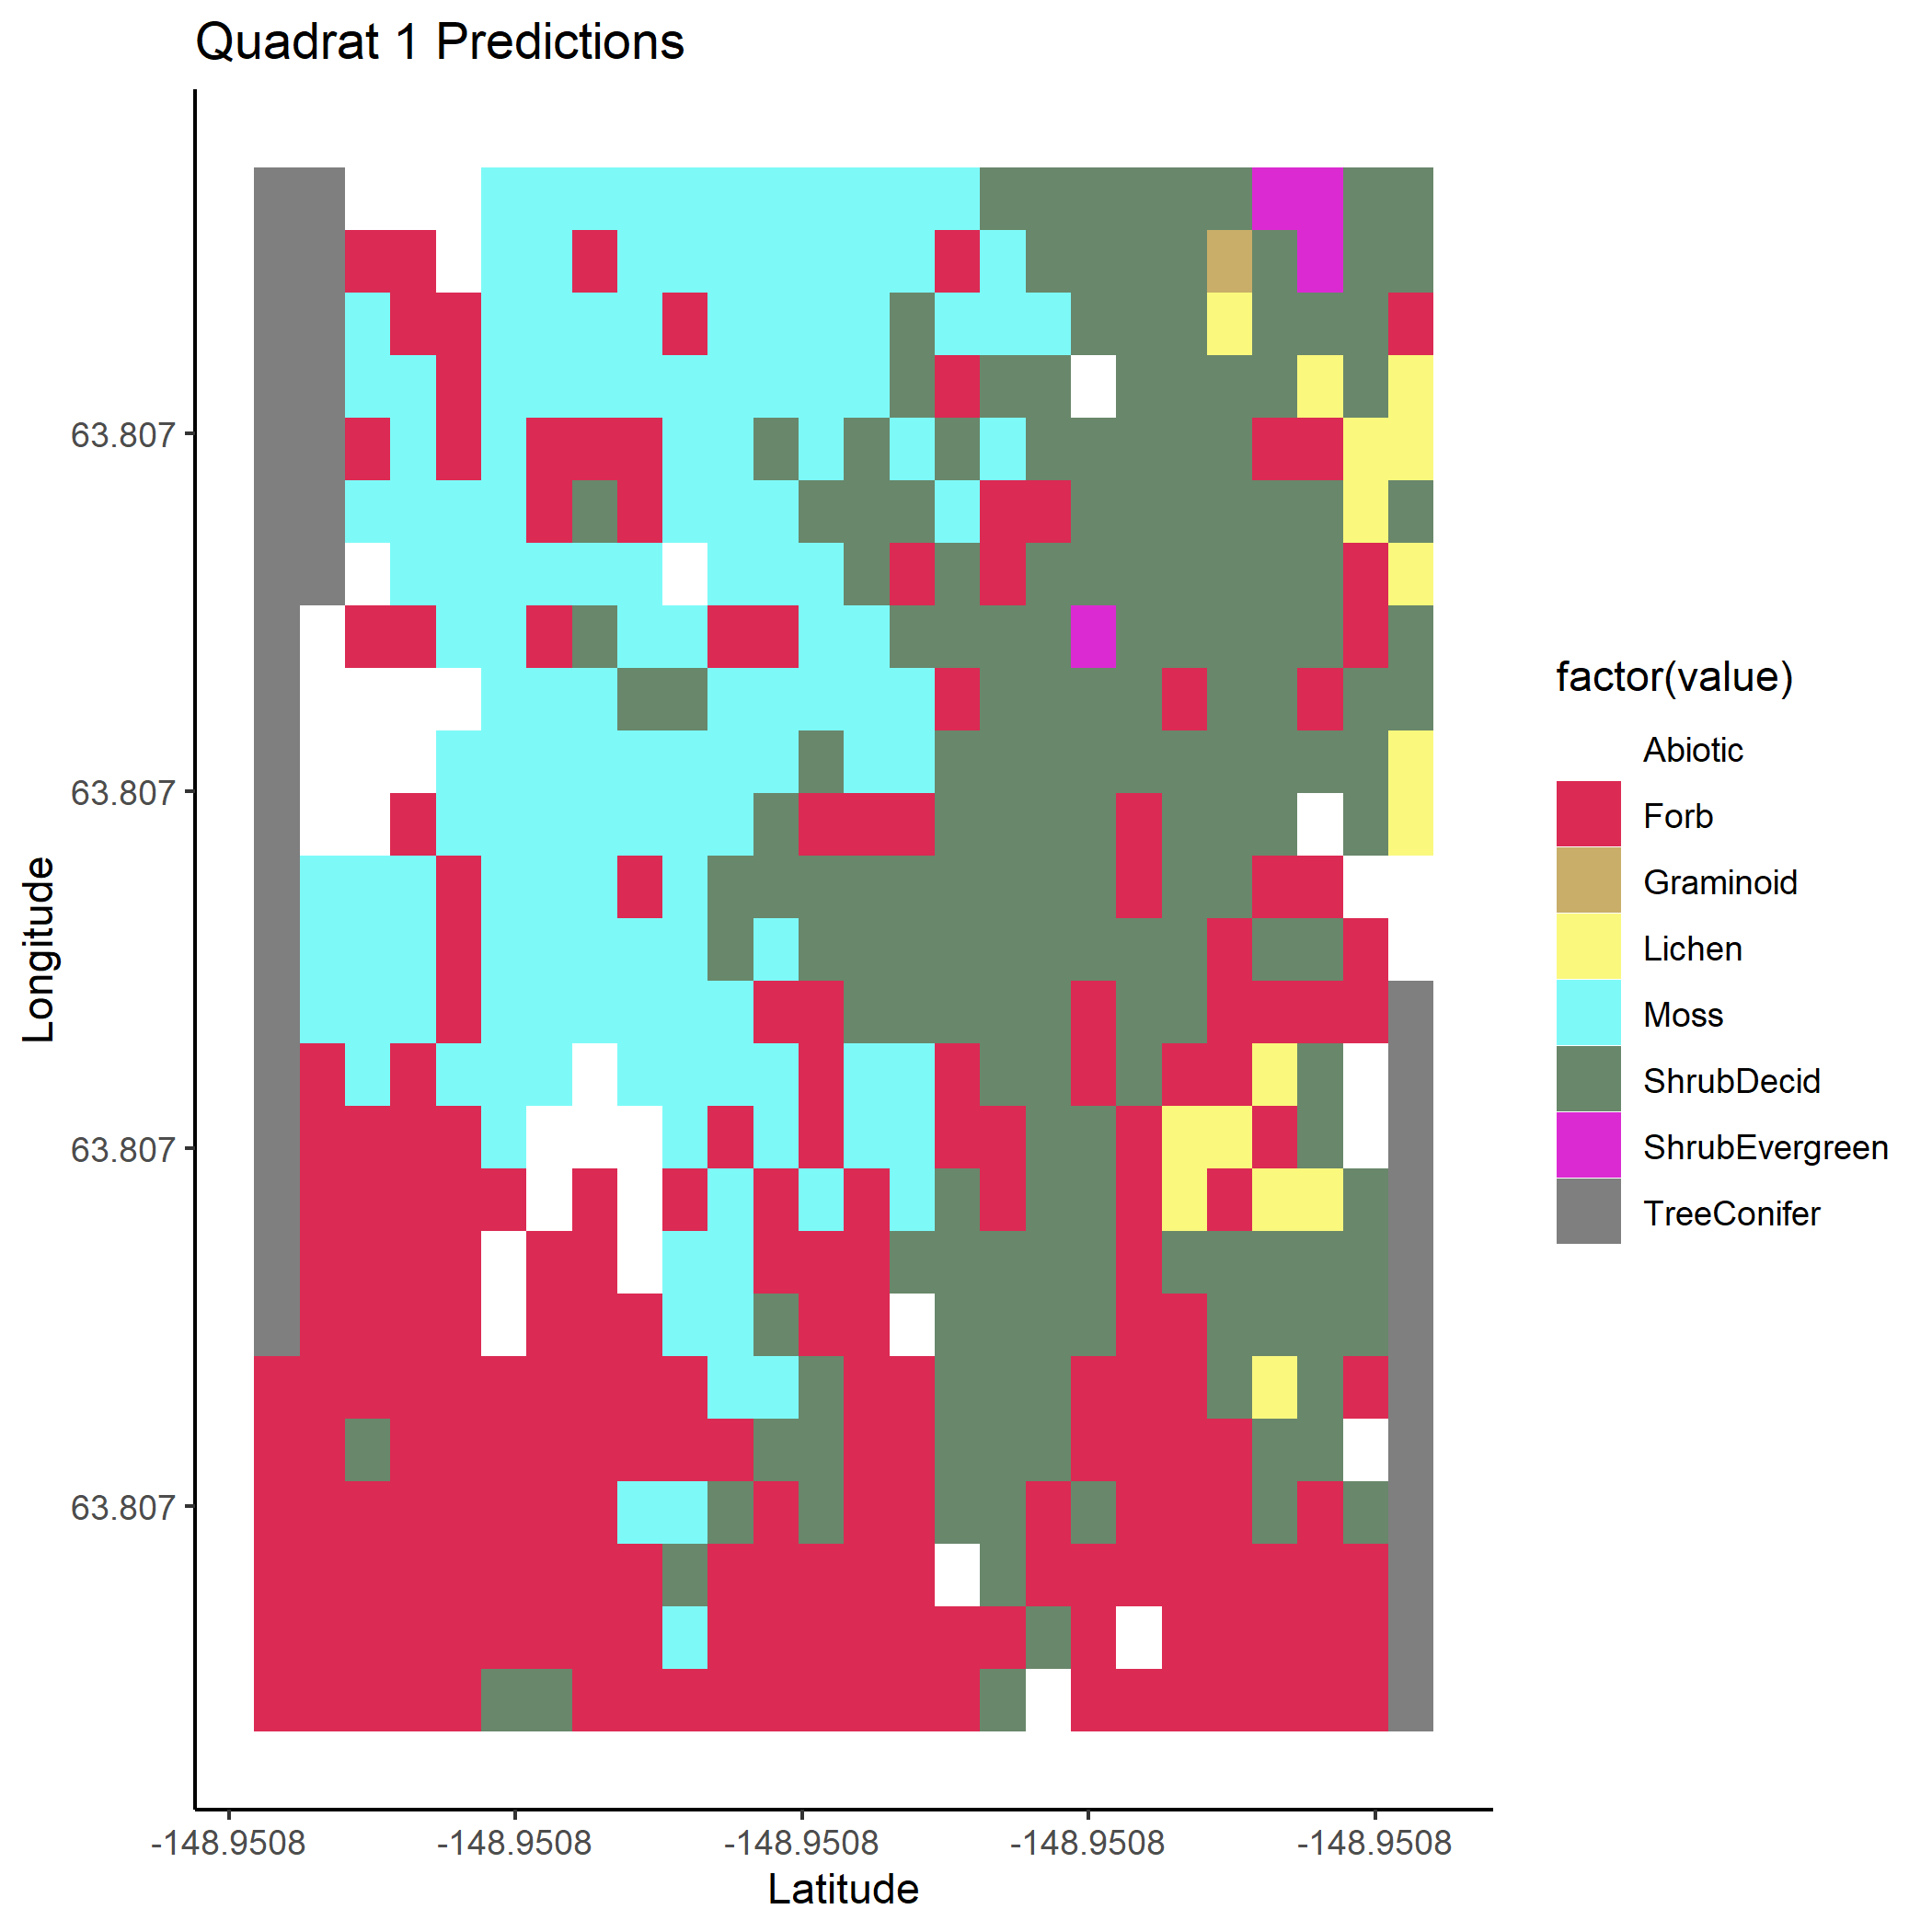 Quadrat 1 Predictions
63.807
63.807
63.807
63.807
Longitude
-148.9508
-148.9508
-148.9508
-148.9508
-148.9508
Latitude
factor(value)
Abiotic
Forb
Graminoid
Lichen
Moss
ShrubDecid
ShrubEvergreen
TreeConifer